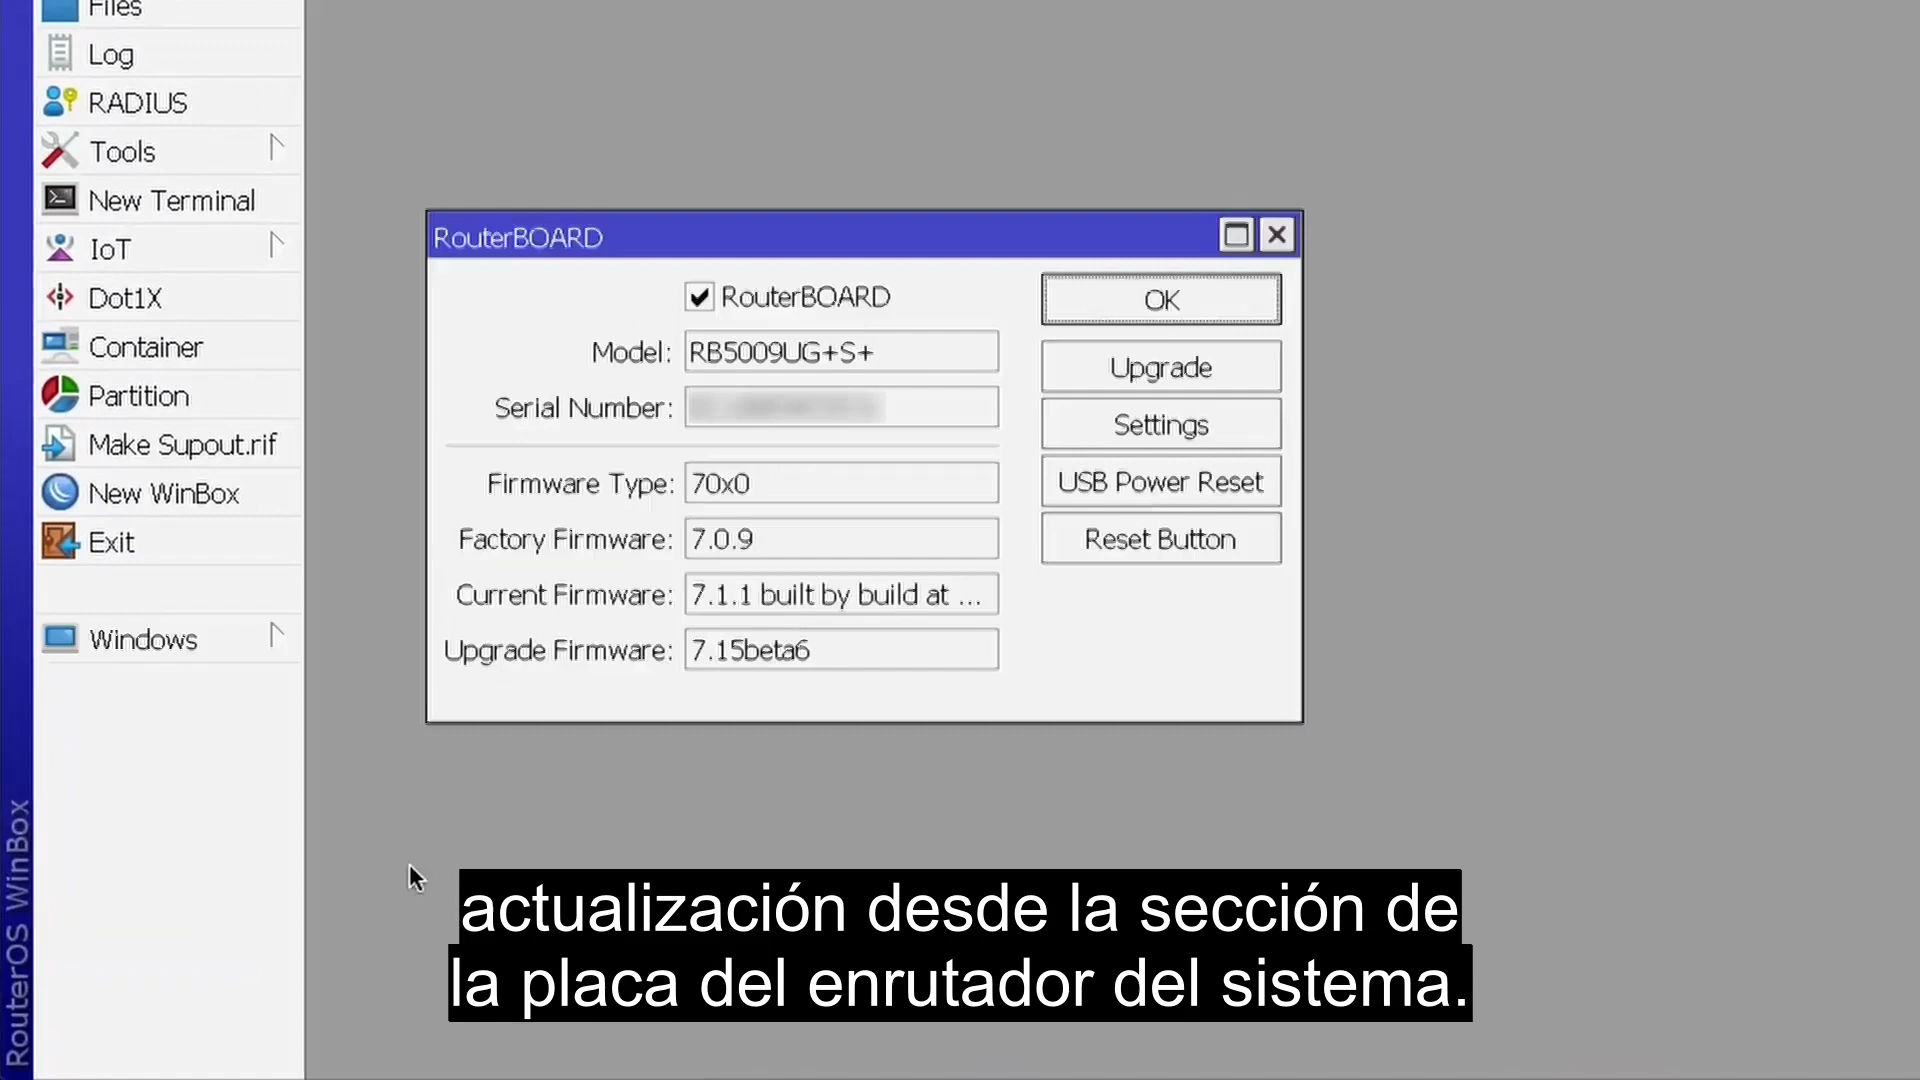 Files
Log
RADIUS
Tools
New Terminal
IoT
Dot1X
Container
Partition
Make Supout.rif
New WinBox
Exit
Windows
RouterOS WinBox
RouterBOARD
RouterBOARD
Model: RB5009UG+S+
Serial Number:
Firmware Type: 70x0
Factory Firmware: 7.0.9
Current Firmware: 7.1.1 built by build at ...
Upgrade Firmware: 7.15beta6
OK
Upgrade
Settings
USB Power Reset
Reset Button
actualización desde la sección de
la placa del enrutador del sistema.